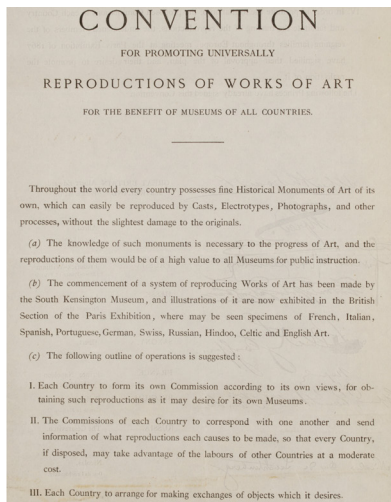 CONVENTION
FOR PROMOTING UNIVERSALLY
REPRODUCTIONS OF WORKS OF ART
FOR THE BENEFIT OF MUSEUMS OF ALL COUNTRIES.
Throughout the world every country possesses fine Historical Monuments of Art of its
own, which can easily be reproduced by Casts, Electrotypes, Photographs, and other
processes, without the slightest damage to the originals.
(a) The knowledge of such monuments is necessary to the progress of Art, and the
reproductions of them would be of a high value to all Museums for public instruction.
(b) The commencement of a system of reproducing Works of Art has been made by
the South Kensington Museum, and illustrations of it are now exhibited in the British
Section of the Paris Exhibition, where may be seen specimens of French, Italian,
Spanish, Portuguese, German, Swiss, Russian, Hindoo, Celtic and English Art.
(c) The following outline of operations is suggested:
I. Each Country to form its own Commission according to its own views, for ob-
taining such reproductions as it may desire for its own Museums.
II. The Commissions of each Country to correspond with one another and send
information of what reproductions each causes to be made, so that every Country,
if disposed, may take advantage of the labours of other Countries at a moderate
cost.
III. Each Country to arrange for making exchanges of objects which it desires.